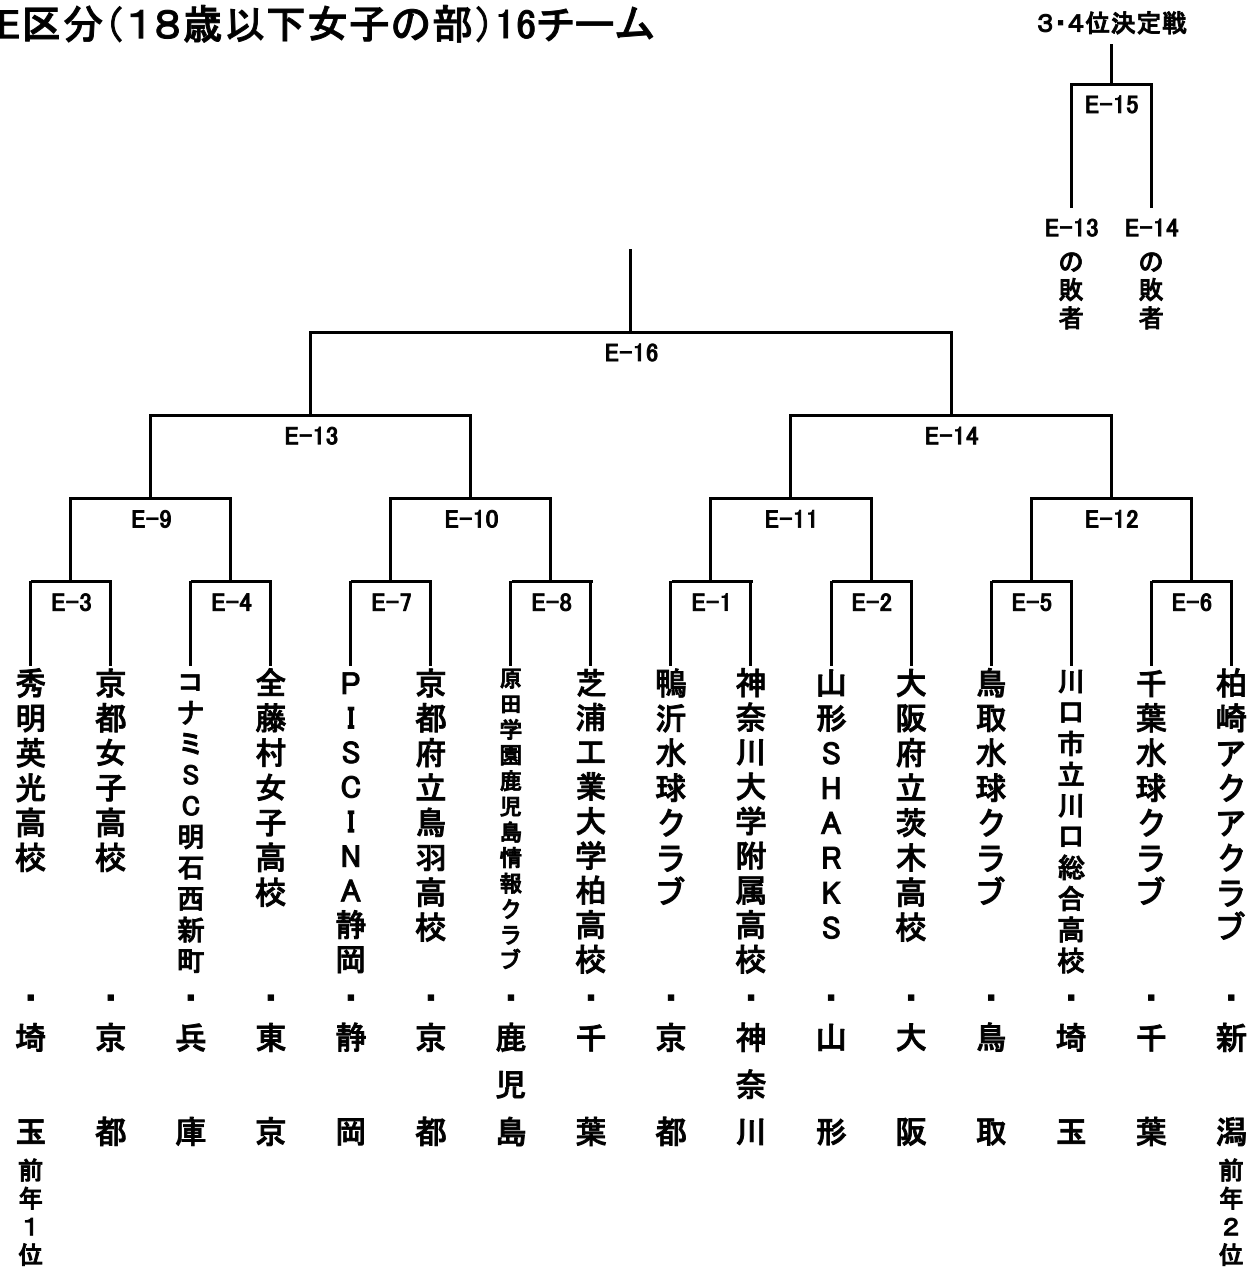 E区分(18歳以下女子の部)16チーム
3・4位決定戦
E-15
E-13の敗者
E-14の敗者
E-16
E-13
E-14
E-9
E-10
E-11
E-12
E-3
E-4
E-7
E-8
E-1
E-2
E-5
E-6
秀明英光高校・埼玉前年1位
京都女子高校・京都
コナミSC明石西新町・兵庫
全藤村女子高校・東京
PISCINA静岡・静岡
京都府立鳥羽高校・京都
原田学園鹿児島情報クラブ・鹿児島
芝浦工業大学柏高校・千葉
鴨沂水球クラブ・京都
神奈川大学附属高校・神奈川
山形SHARKS・山形
大阪府立茨木高校・大阪
鳥取水球クラブ・鳥取
川口市立川口総合高校・埼玉
千葉水球クラブ・千葉
柏崎アクアクラブ・新潟前年2位